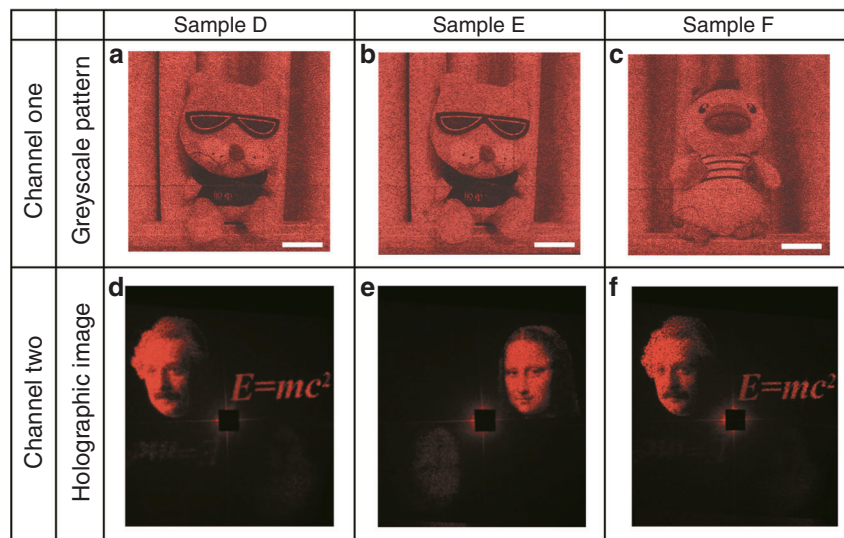 Sample D
Sample E
Sample F
Channel one
Greyscale pattern
a
b
c
Channel two
Holographic image
d
e
f
E=mc²
E=mc²